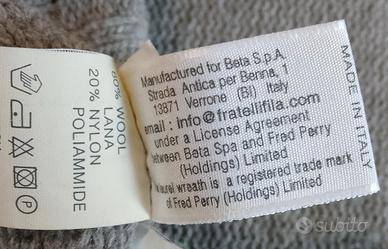 Manufactured for Beta S.p.A.
Strada Antica per Benna, 1
13871 Verrone (BI) Italy
email : info@fratellifila.com
under a License Agreement
between Beta Spa and Fred Perry
(Holdings) Limited
laurel wreath is a registered trade mark
of Fred Perry (Holdings) Limited
MADE IN ITALY
80% WOOL
LANA
20% NYLON
POLIAMMIDE
subito